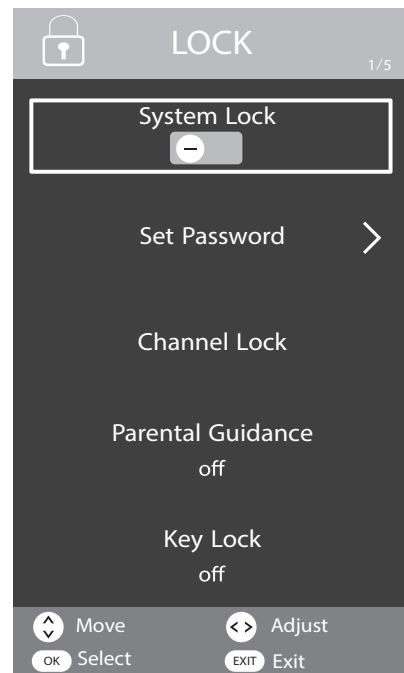 LOCK
1/5
System Lock
Set Password
Channel Lock
Parental Guidance
off
Key Lock
off
Move
Adjust
OK Select
EXIT Exit